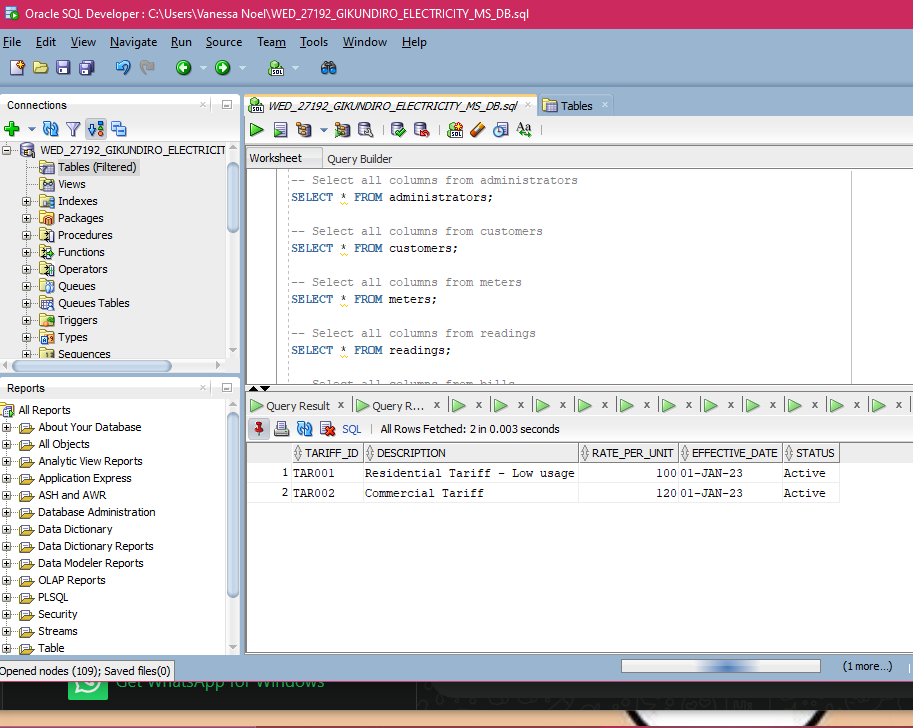 Oracle SQL Developer : C:\Users\Vanessa Noel\WED_27192_GIKUNDIRO_ELECTRICITY_MS_DB.sql
File Edit View Navigate Run Source Team Tools Window Help
Connections
WED_27192_GIKUNDIRO_ELECTRICIT
Tables (Filtered)
Views
Indexes
Packages
Procedures
Functions
Operators
Queues
Queues Tables
Triggers
Types
Sequences
Reports
All Reports
About Your Database
All Objects
Analytic View Reports
Application Express
ASH and AWR
Database Administration
Data Dictionary
Data Dictionary Reports
Data Modeler Reports
OLAP Reports
PLSQL
Security
Streams
Table
WED_27192_GIKUNDIRO_ELECTRICITY_MS_DB.sql
Tables
Worksheet Query Builder
-- Select all columns from administrators
SELECT * FROM administrators;
-- Select all columns from customers
SELECT * FROM customers;
-- Select all columns from meters
SELECT * FROM meters;
-- Select all columns from readings
SELECT * FROM readings;
-- Select all columns from bills
Query Result x Query R... x x x x x x x x x x x x
SQL | All Rows Fetched: 2 in 0.003 seconds
TARIFF_ID DESCRIPTION RATE_PER_UNIT EFFECTIVE_DATE STATUS
1 TAR001 Residential Tariff - Low usage 100 01-JAN-23 Active
2 TAR002 Commercial Tariff 120 01-JAN-23 Active
Opened nodes (109); Saved files(0)
(1 more...)
Get WhatsApp for Windows